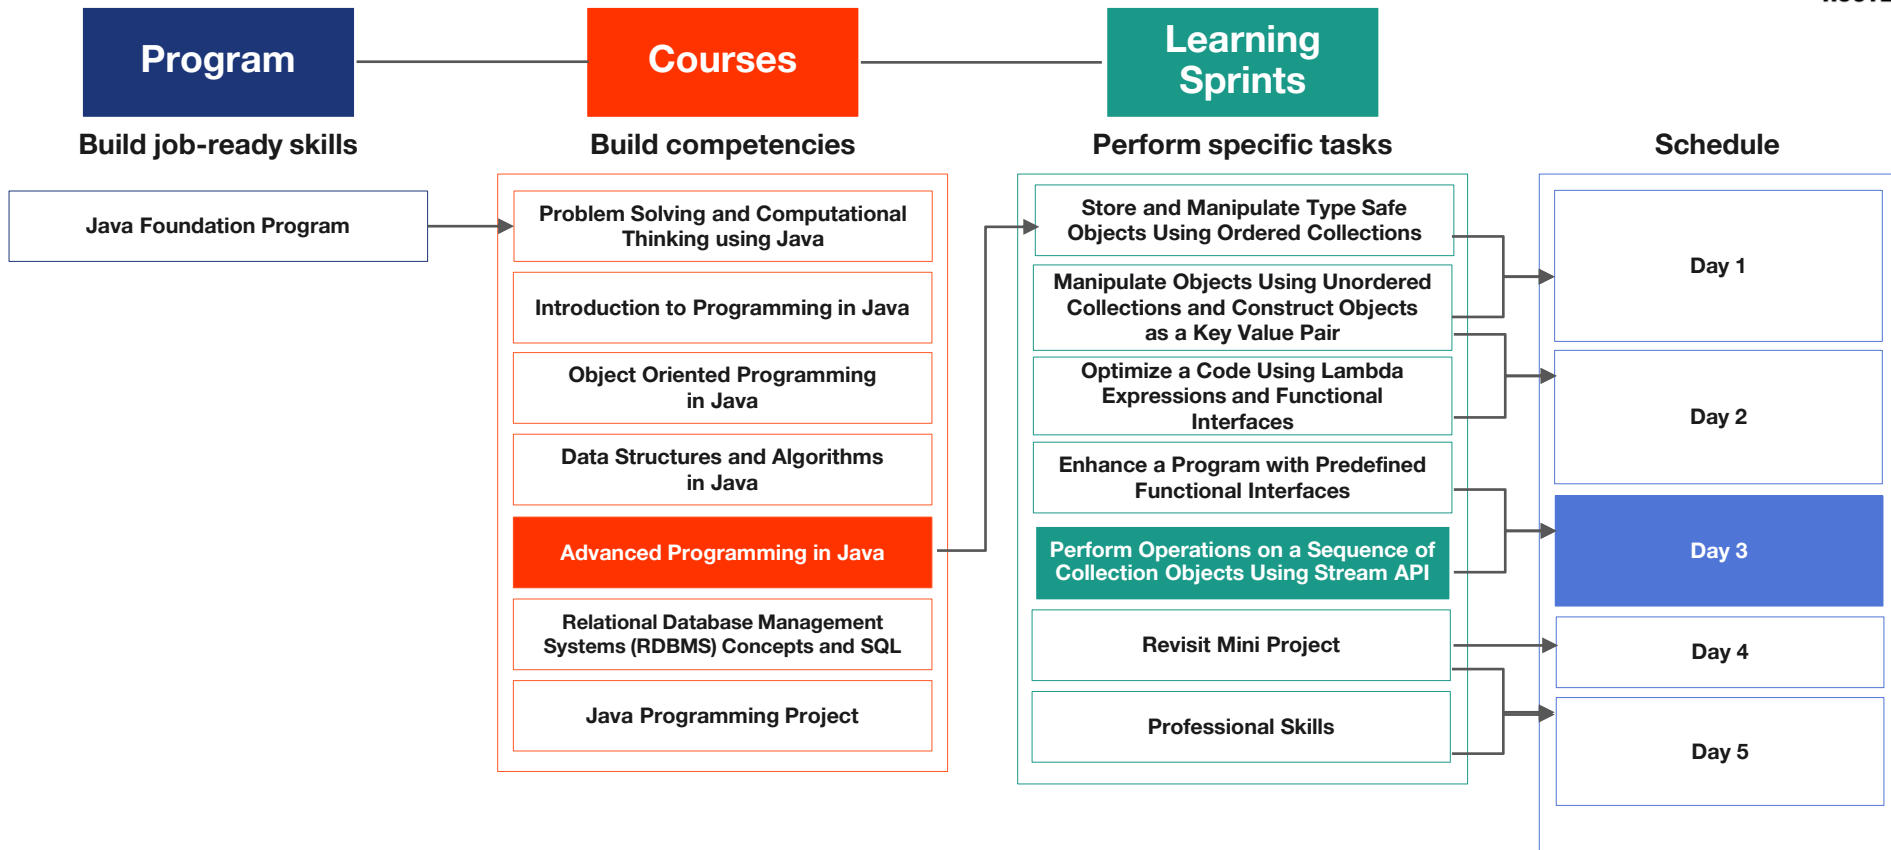 Program
Courses
Learning
Sprints
Build job-ready skills
Build competencies
Perform specific tasks
Schedule
Java Foundation Program
Problem Solving and Computational
Thinking using Java
Introduction to Programming in Java
Object Oriented Programming
in Java
Data Structures and Algorithms
in Java
Advanced Programming in Java
Relational Database Management
Systems (RDBMS) Concepts and SQL
Java Programming Project
Store and Manipulate Type Safe
Objects Using Ordered Collections
Manipulate Objects Using Unordered
Collections and Construct Objects
as a Key Value Pair
Optimize a Code Using Lambda
Expressions and Functional
Interfaces
Enhance a Program with Predefined
Functional Interfaces
Perform Operations on a Sequence of
Collection Objects Using Stream API
Revisit Mini Project
Professional Skills
Day 1
Day 2
Day 3
Day 4
Day 5